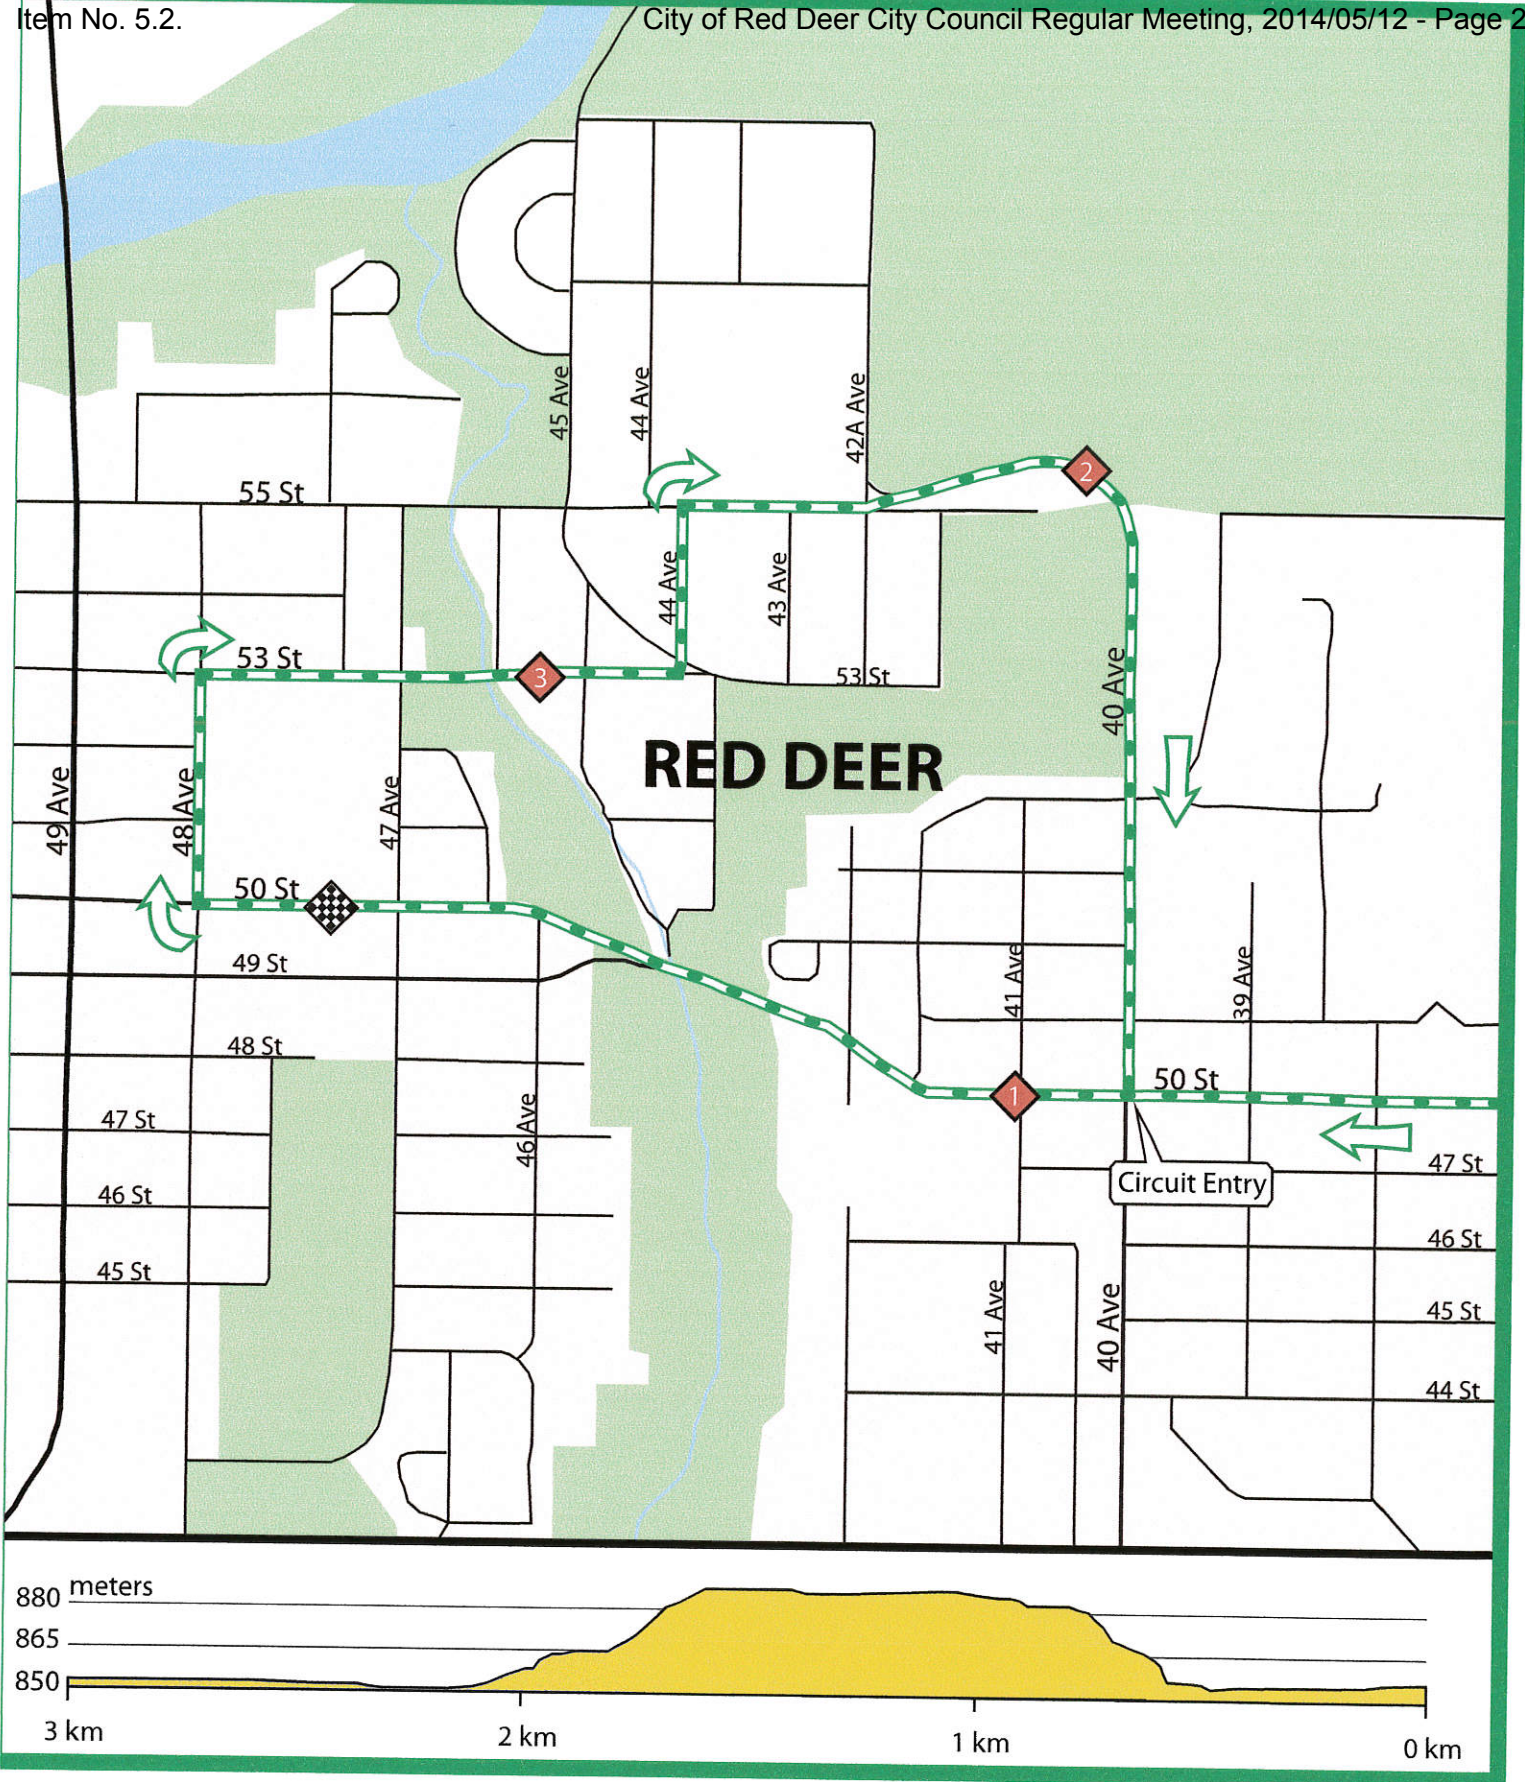 Item No. 5.2.
City of Red Deer City Council Regular Meeting, 2014/05/12 - Page 2
45 Ave
44 Ave
42A Ave
2
55 St
44 Ave
43 Ave
53 St
3
53 St
40 Ave
RED DEER
49 Ave
48 Ave
47 Ave
50 St
49 St
41 Ave
39 Ave
48 St
1
50 St
47 St
46 Ave
47 St
Circuit Entry
46 St
46 St
45 St
41 Ave
40 Ave
45 St
44 St
880 meters
865
850
3 km
2 km
1 km
0 km